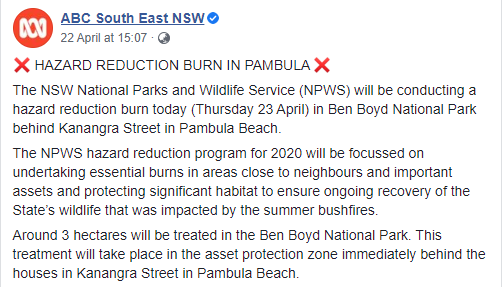 ABC South East NSW
22 April at 15:07 ·
❌ HAZARD REDUCTION BURN IN PAMBULA ❌
The NSW National Parks and Wildlife Service (NPWS) will be conducting a
hazard reduction burn today (Thursday 23 April) in Ben Boyd National Park
behind Kanangra Street in Pambula Beach.
The NPWS hazard reduction program for 2020 will be focussed on
undertaking essential burns in areas close to neighbours and important
assets and protecting significant habitat to ensure ongoing recovery of the
State's wildlife that was impacted by the summer bushfires.
Around 3 hectares will be treated in the Ben Boyd National Park. This
treatment will take place in the asset protection zone immediately behind the
houses in Kanangra Street in Pambula Beach.